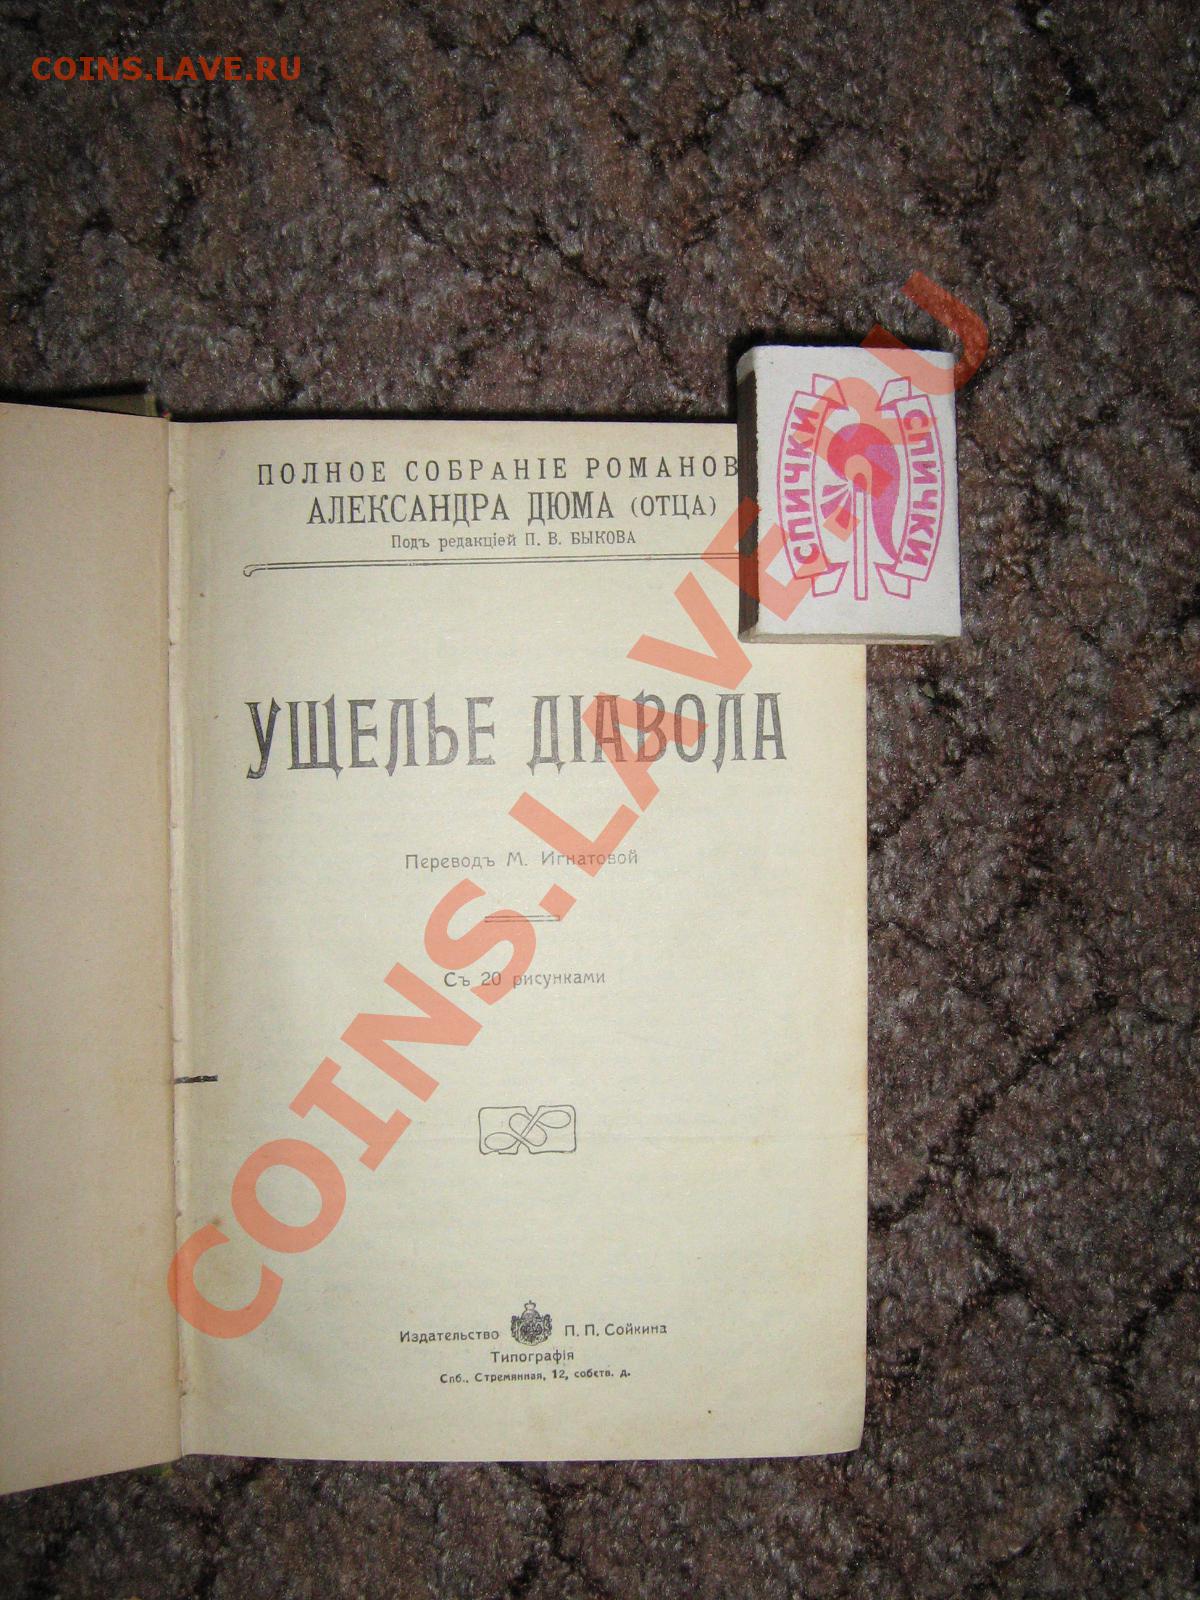 COINS.LAVE.RU
ПОЛНОЕ СОБРАНІЕ РОМАНОВ
АЛЕКСАНДРА ДЮМА (ОТЦА)
Подъ редакціей П. В. БЫКОВА
СПИЧКИ
СПИЧКИ
УЩЕЛЬЕ ДІАВОЛА
Переводъ М. Игнатовой
Съ 20 рисунками
COINS.LAVE.RU
Издательство П. П. Сойкина
Типографія
Спб., Стремянная, 12, собств. д.